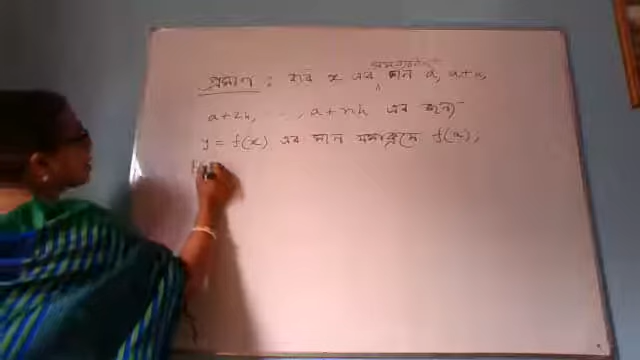 প্রমাণ : ধরি x এর মান a, a+h,
a+2h, ..., a+nh এর জন্য
y = f(x) এর মান যথাক্রমে f(a),